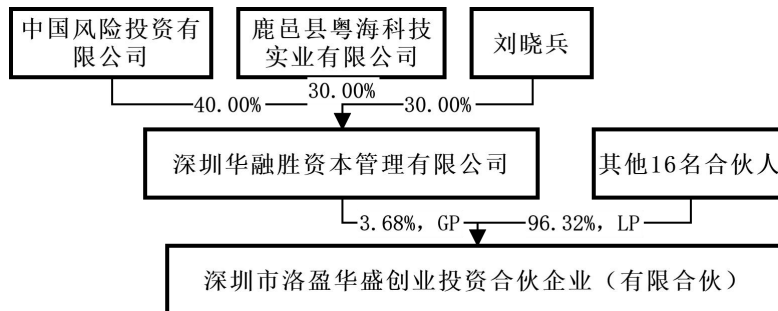 中国风险投资有
限公司
鹿邑县粤海科技
实业有限公司
刘晓兵
40.00%
30.00%
30.00%
深圳华融胜资本管理有限公司
其他16名合伙人
3.68%, GP
96.32%, LP
深圳市洛盈华盛创业投资合伙企业（有限合伙）